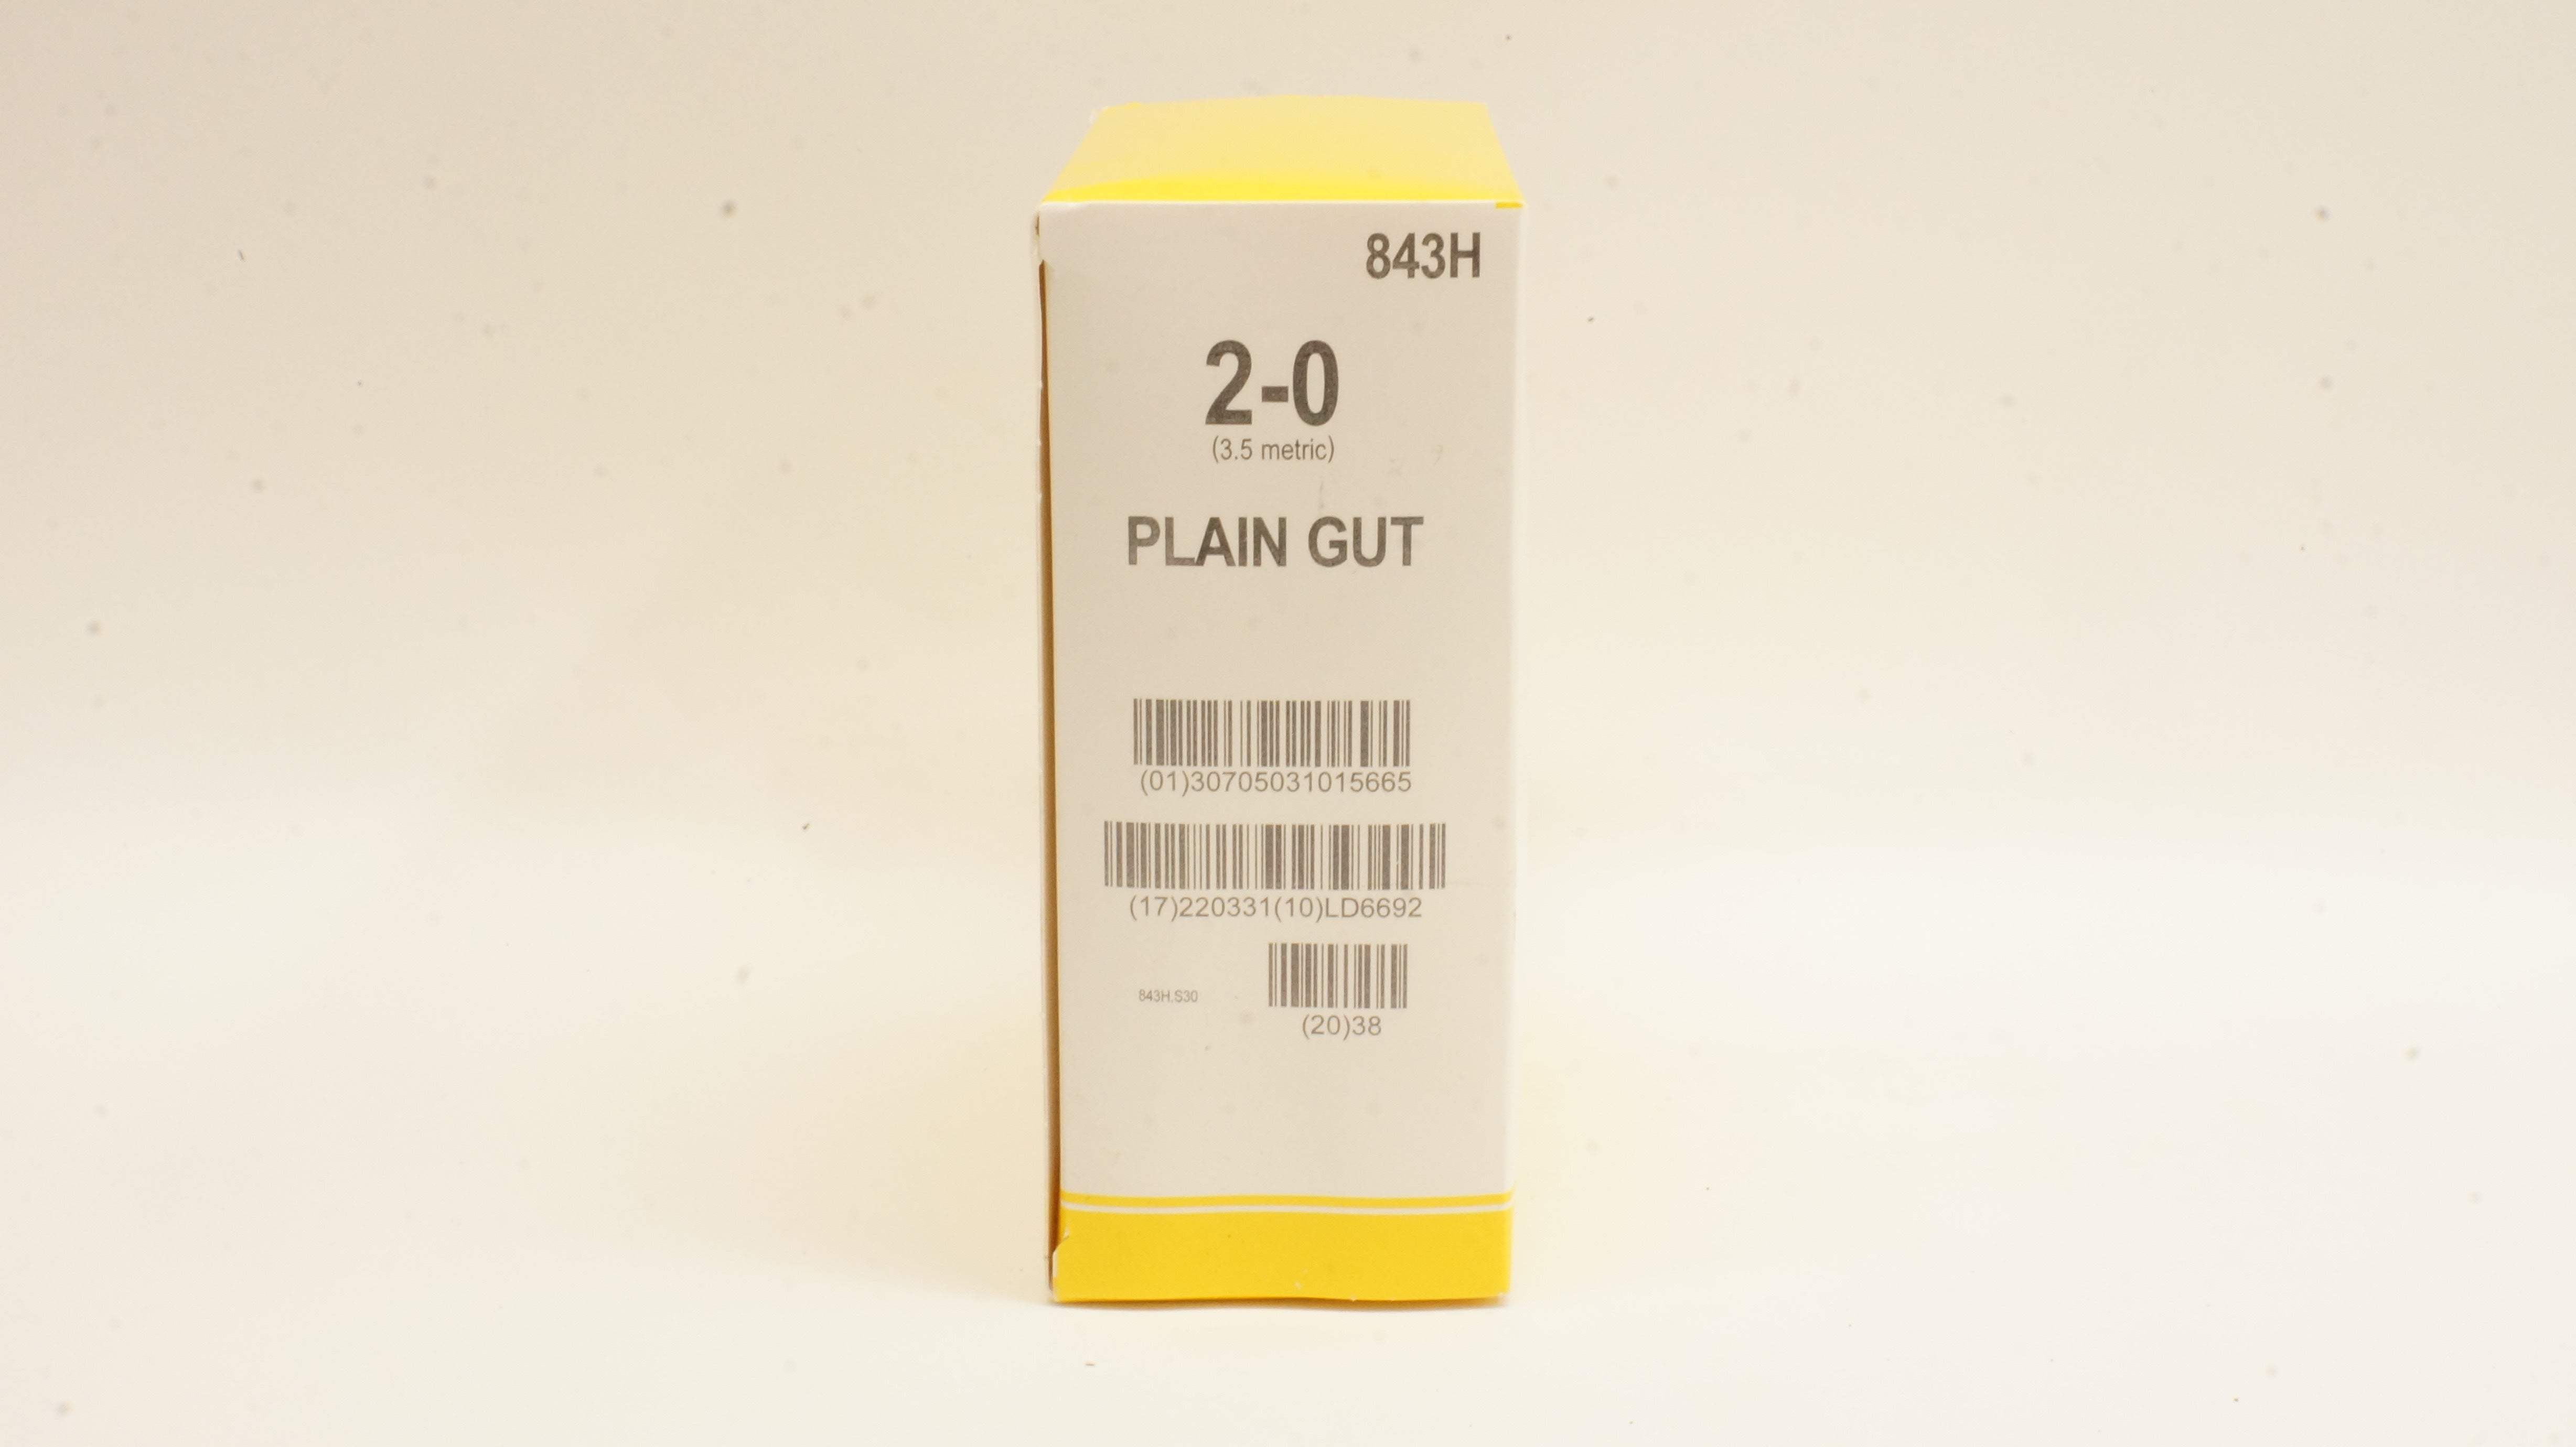 843H
2-0
(3.5 metric)
PLAIN GUT
(01)30705031015665
(17)220331(10)LD6692
843H.S30
(20)38